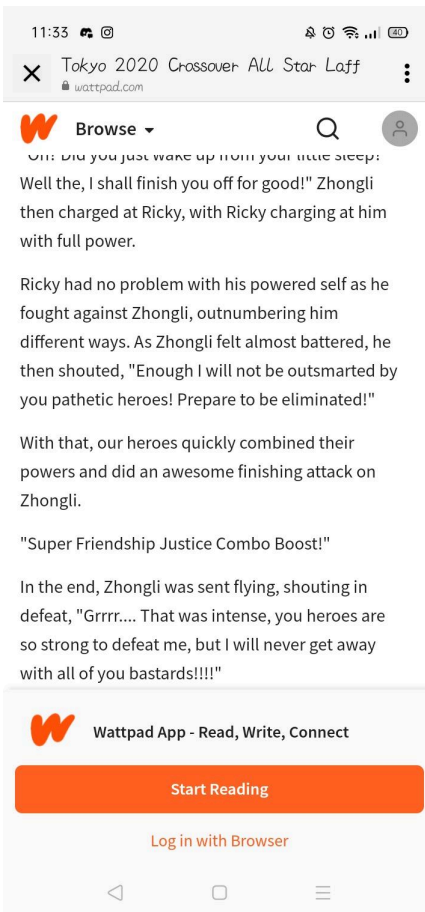 11:33
40
Tokyo 2020 Crossover All Star Laff
wattpad.com
Browse
"Oh! Did you just wake up from your little sleep?
Well the, I shall finish you off for good!" Zhongli
then charged at Ricky, with Ricky charging at him
with full power.
Ricky had no problem with his powered self as he
fought against Zhongli, outnumbering him
different ways. As Zhongli felt almost battered, he
then shouted, "Enough I will not be outsmarted by
you pathetic heroes! Prepare to be eliminated!"
With that, our heroes quickly combined their
powers and did an awesome finishing attack on
Zhongli.
"Super Friendship Justice Combo Boost!"
In the end, Zhongli was sent flying, shouting in
defeat, "Grrrr.... That was intense, you heroes are
so strong to defeat me, but I will never get away
with all of you bastards!!!!"
Wattpad App - Read, Write, Connect
Start Reading
Log in with Browser